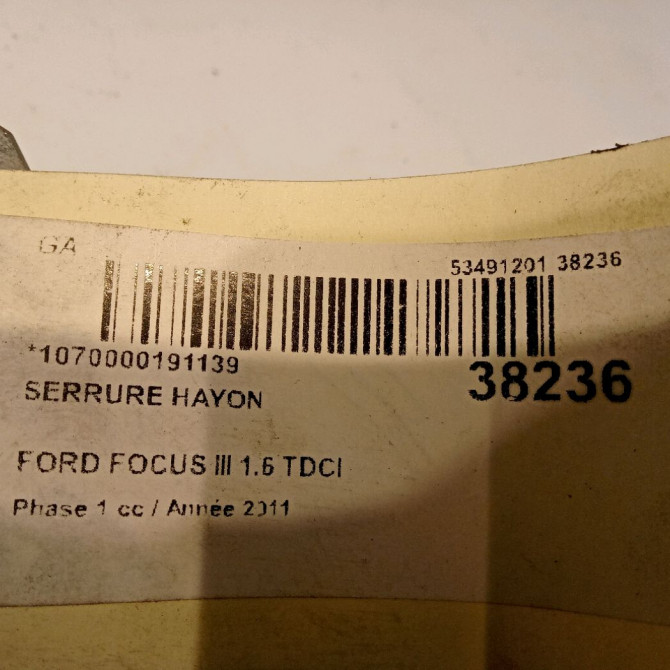 GA
53491201 38236
*1070000191139
38236
SERRURE HAYON
FORD FOCUS III 1.6 TDCI
Phase 1 cc / Année 2011